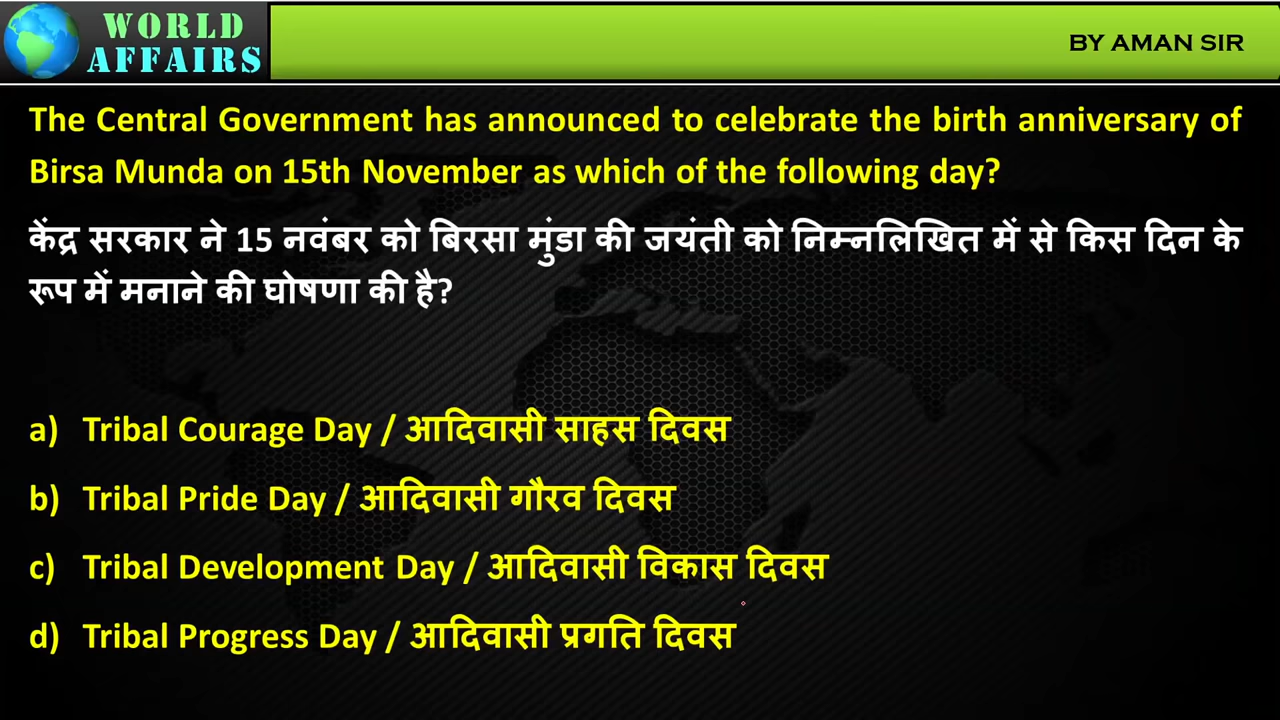 WORLD
AFFAIRS
BY AMAN SIR
The Central Government has announced to celebrate the birth anniversary of
Birsa Munda on 15th November as which of the following day?
केंद्र सरकार ने 15 नवंबर को बिरसा मुंडा की जयंती को निम्नलिखित में से किस दिन के
रूप में मनाने की घोषणा की है?
a) Tribal Courage Day / आदिवासी साहस दिवस
b) Tribal Pride Day / आदिवासी गौरव दिवस
c) Tribal Development Day / आदिवासी विकास दिवस
d) Tribal Progress Day / आदिवासी प्रगति दिवस